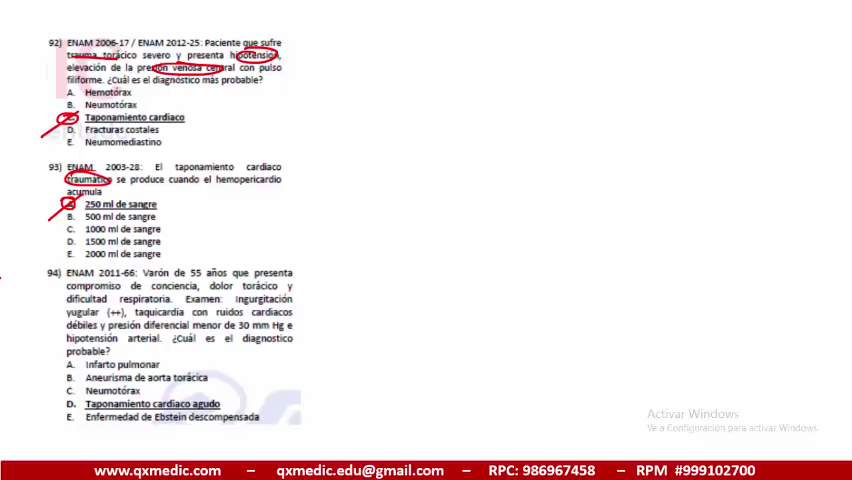 92) ENAM 2006-17 / ENAM 2012-25: Paciente que sufre
trauma torácico severo y presenta hipotensión,
elevación de la presión venosa central con pulso
filiforme. ¿Cuál es el diagnóstico más probable?
A. Hemotórax
B. Neumotórax
C. Taponamiento cardiaco
D. Fracturas costales
E. Neumomediastino
93) ENAM 2003-28: El taponamiento cardiaco
traumático se produce cuando el hemopericardio
acumula
A. 250 ml de sangre
B. 500 ml de sangre
C. 1000 ml de sangre
D. 1500 ml de sangre
E. 2000 ml de sangre
94) ENAM 2011-66: Varón de 55 años que presenta
compromiso de conciencia, dolor torácico y
dificultad respiratoria. Examen: Ingurgitación
yugular (++), taquicardia con ruidos cardiacos
débiles y presión diferencial menor de 30 mm Hg e
hipotensión arterial. ¿Cuál es el diagnostico
probable?
A. Infarto pulmonar
B. Aneurisma de aorta torácica
C. Neumotórax
D. Taponamiento cardiaco agudo
E. Enfermedad de Ebstein descompensada
Activar Windows
Ve a Configuración para activar Windows.
www.qxmedic.com – qxmedic.edu@gmail.com – RPC: 986967458 – RPM #999102700